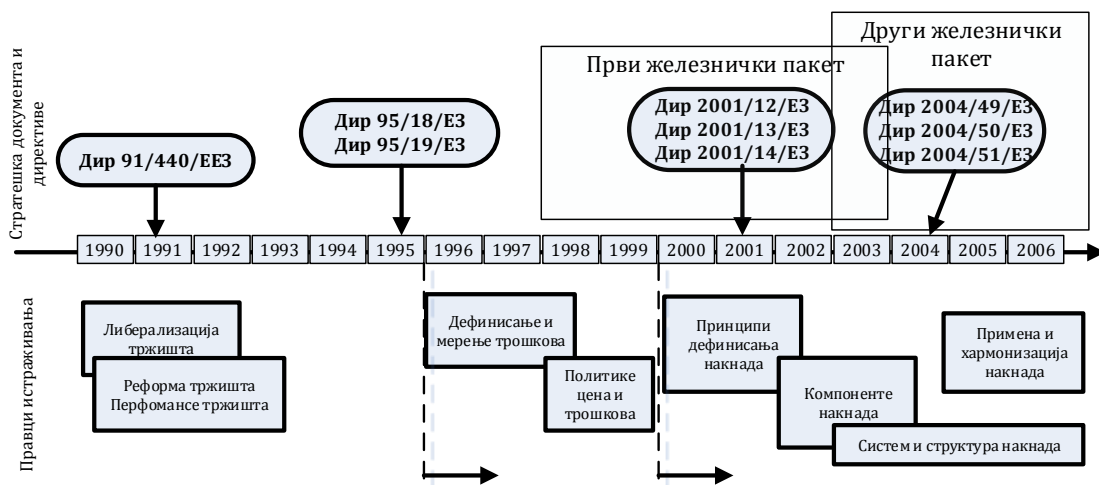 Стратешка документа и
директиве
Други железнички
пакет
Први железнички пакет
Дир 91/440/ЕЕЗ
Дир 95/18/ЕЗ
Дир 95/19/ЕЗ
Дир 2001/12/ЕЗ
Дир 2001/13/ЕЗ
Дир 2001/14/ЕЗ
Дир 2004/49/ЕЗ
Дир 2004/50/ЕЗ
Дир 2004/51/ЕЗ
1990 1991 1992 1993 1994 1995 1996 1997 1998 1999 2000 2001 2002 2003 2004 2005 2006
Правци истраживања
Либерализација
тржишта
Реформа тржишта
Перфомансе тржишта
Дефинисање и
мерење трошкова
Политике
цена и
трошкова
Принципи
дефинисања
накнада
Компоненте
накнада
Систем и структура накнада
Примена и
хармонизација
накнада